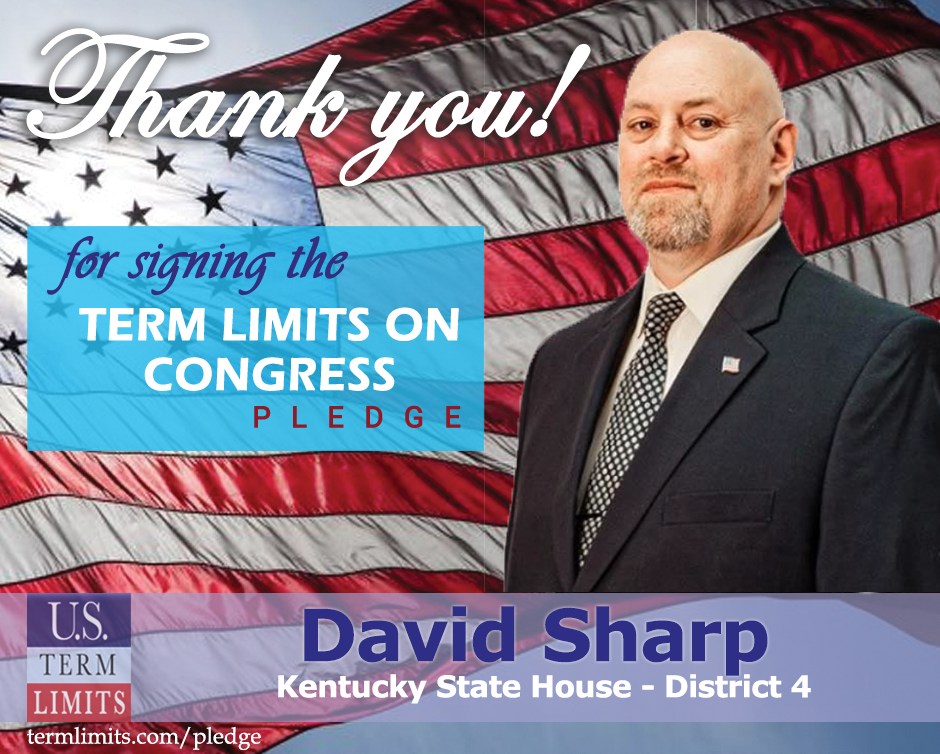 Thank you!
for signing the
TERM LIMITS ON
CONGRESS
PLEDGE
U.S.
TERM
LIMITS
David Sharp
Kentucky State House - District 4
termlimits.com/pledge